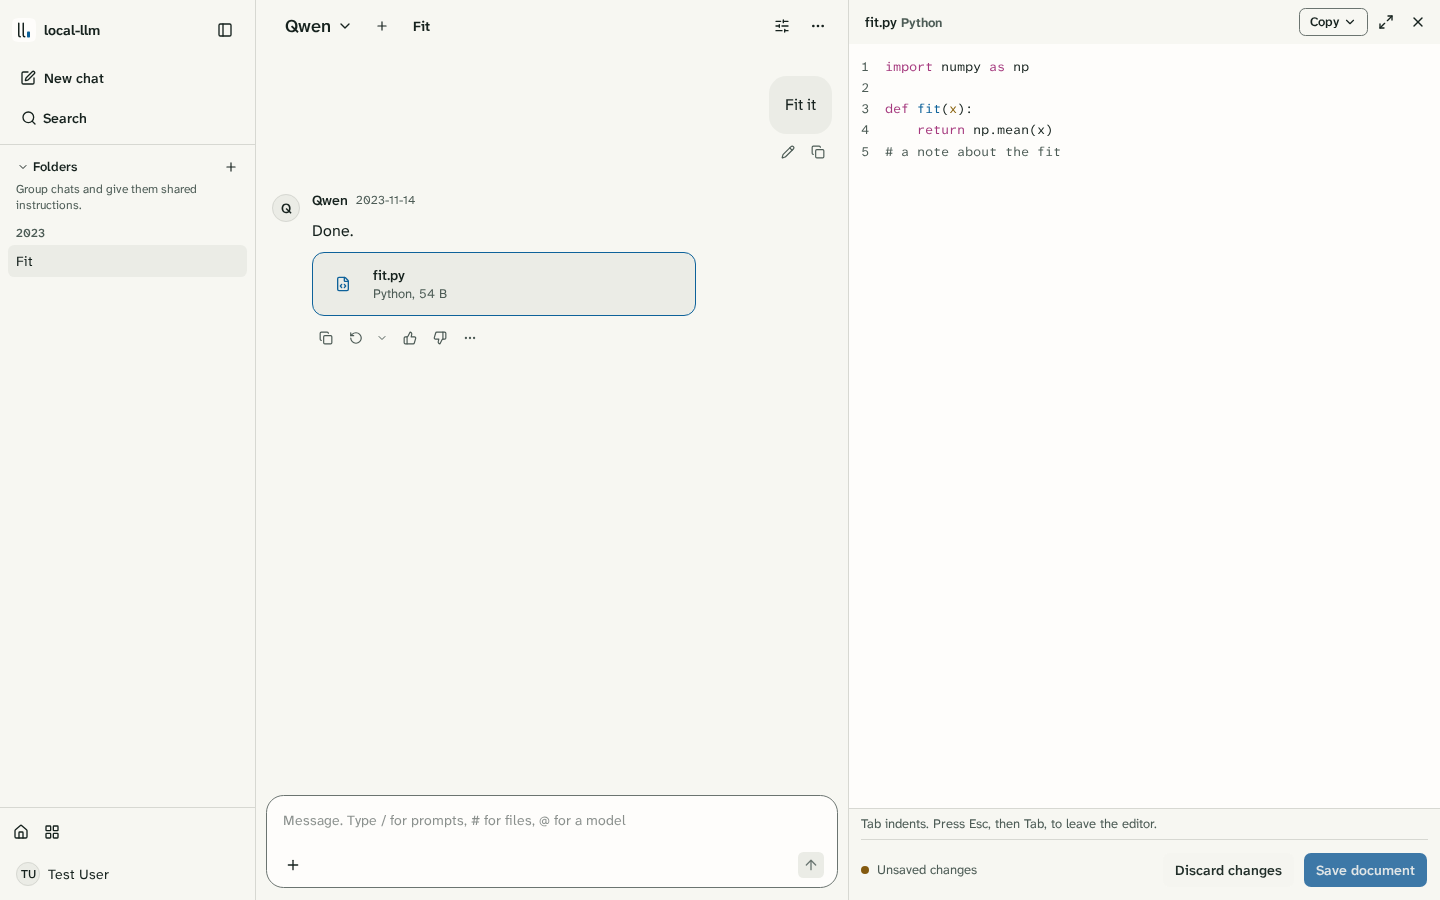 local-llm
New chat
Search
Folders
Group chats and give them shared
instructions.
2023
Fit
TU
Test User
Qwen
Fit
Fit it
Q
Qwen 2023-11-14
Done.
fit.py
Python, 54 B
Message. Type / for prompts, # for files, @ for a model
fit.py Python
Copy
1 import numpy as np
2
3 def fit(x):
4     return np.mean(x)
5 # a note about the fit
Tab indents. Press Esc, then Tab, to leave the editor.
Unsaved changes
Discard changes
Save document